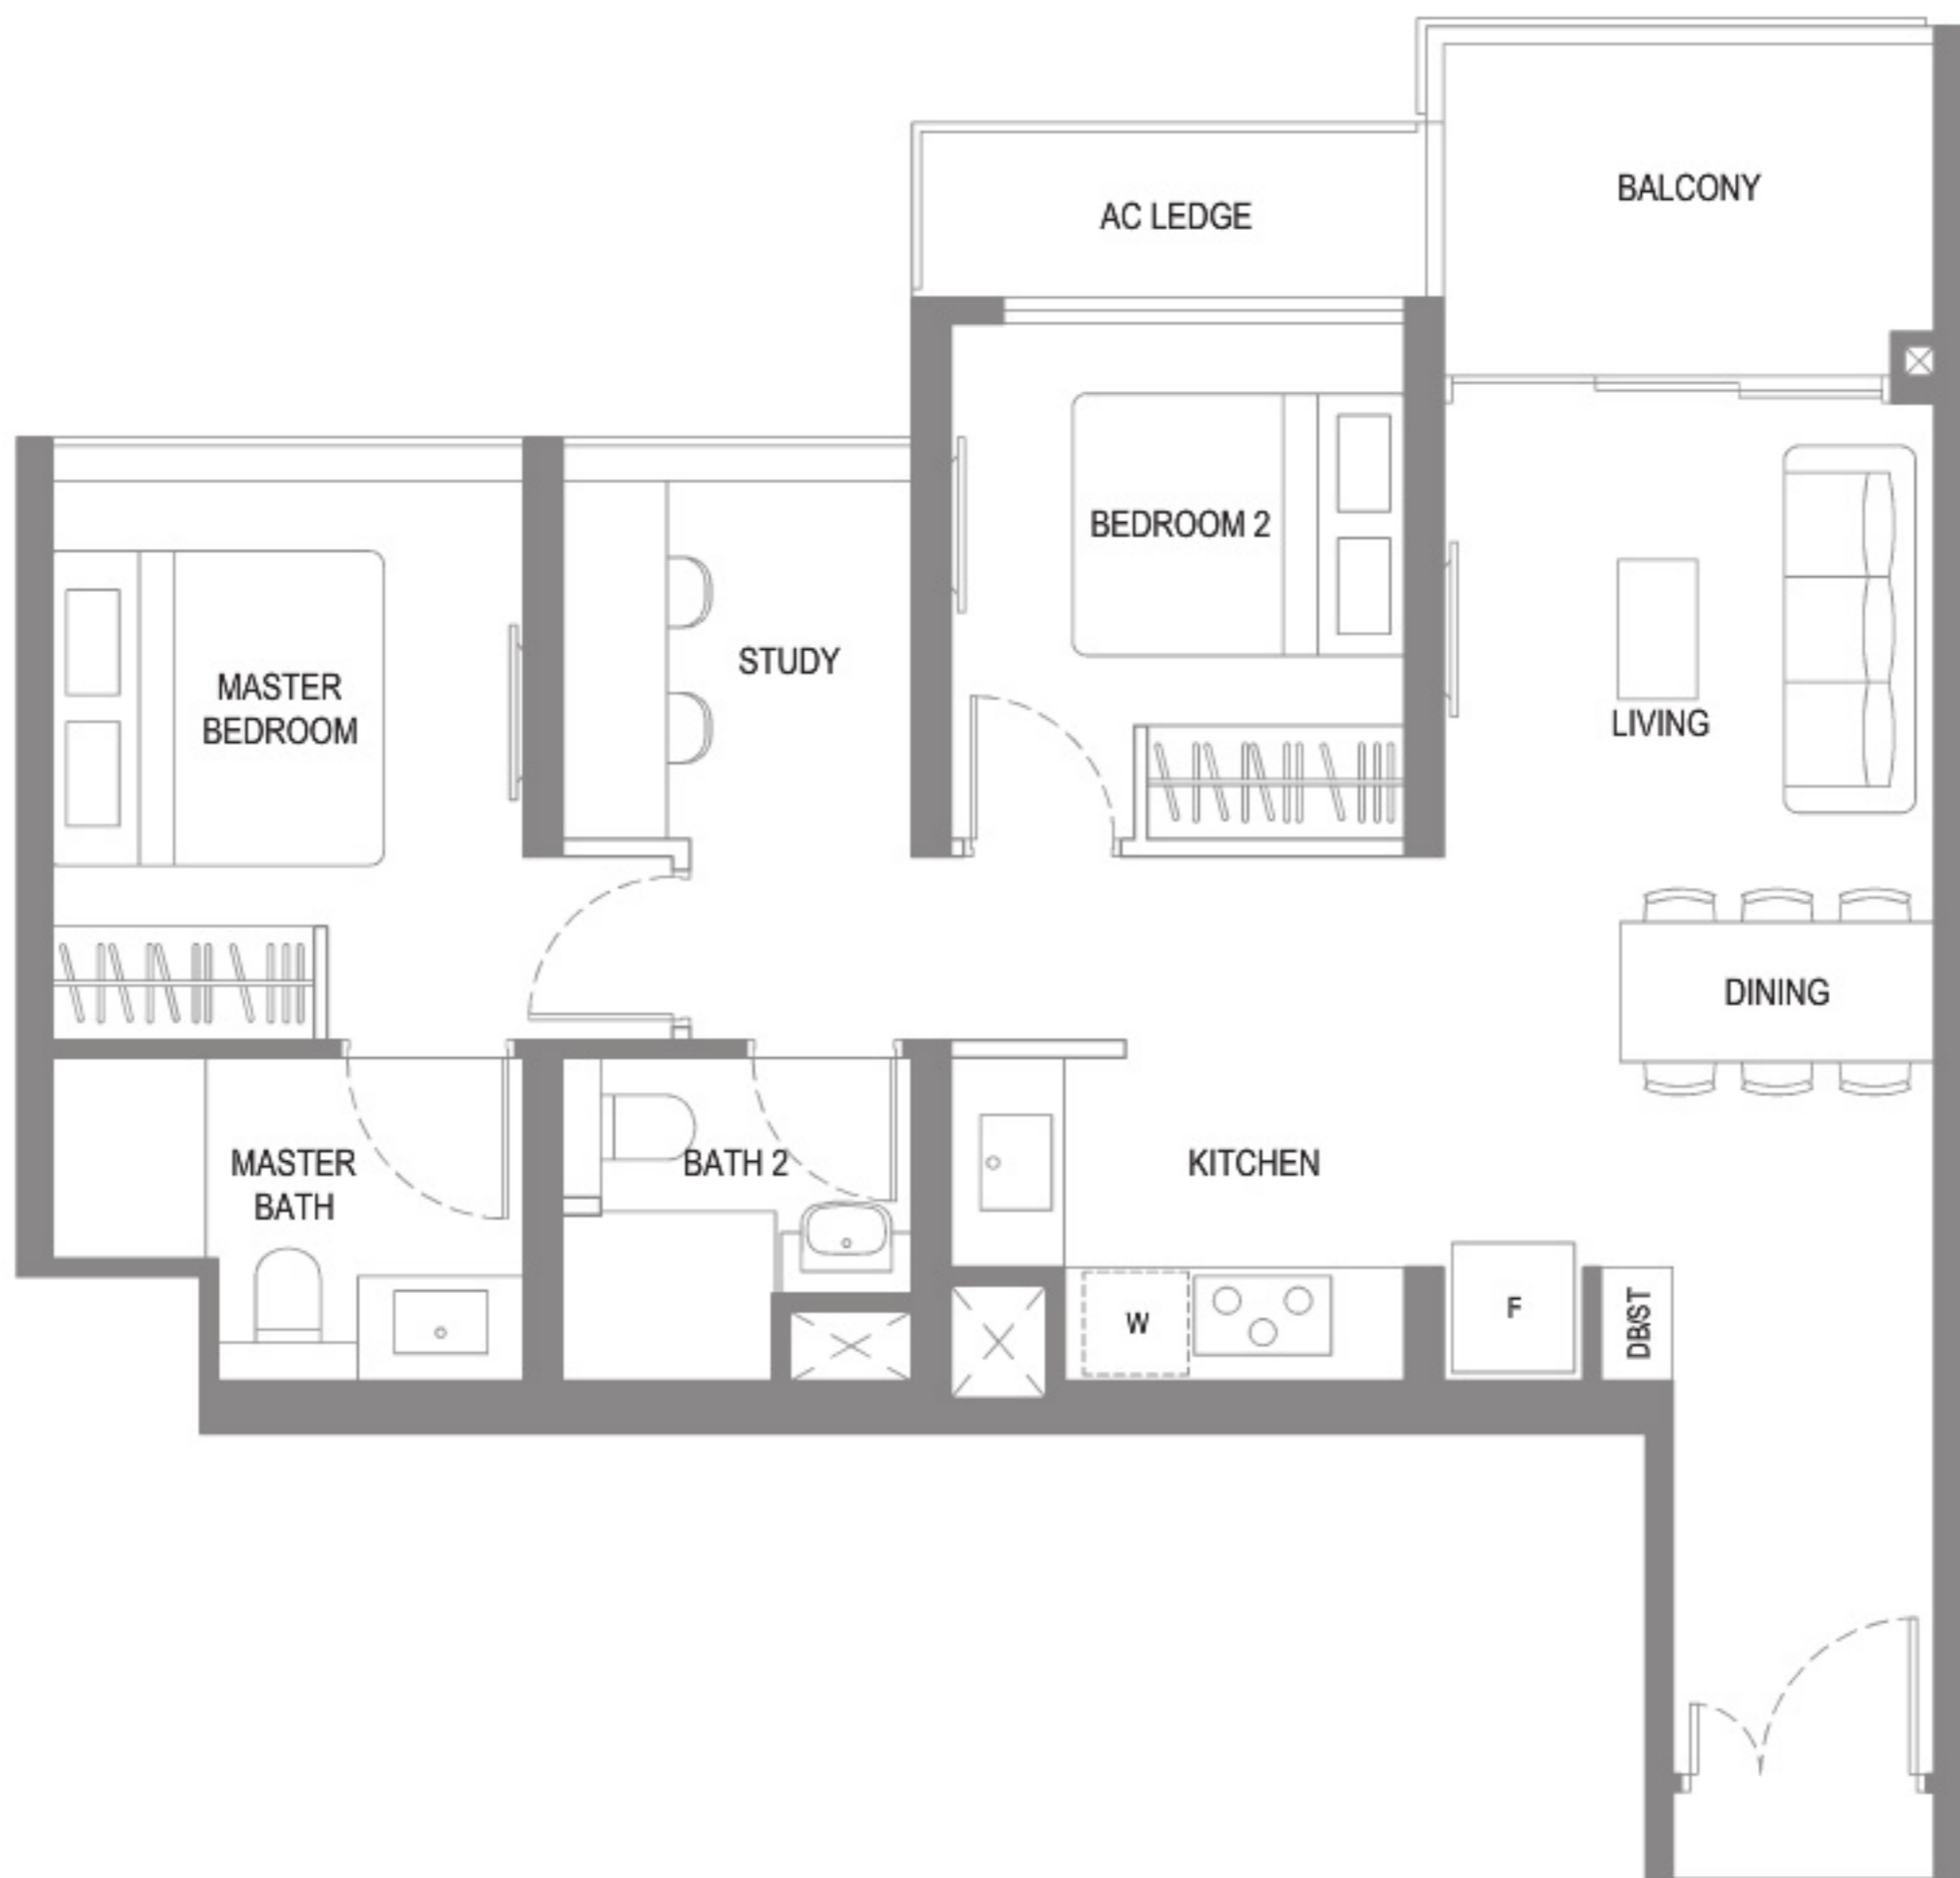 BALCONY
AC LEDGE
BEDROOM 2
STUDY
MASTER
BEDROOM
LIVING
DINING
MASTER
BATH
BATH 2
KITCHEN
W
F
DB/ST